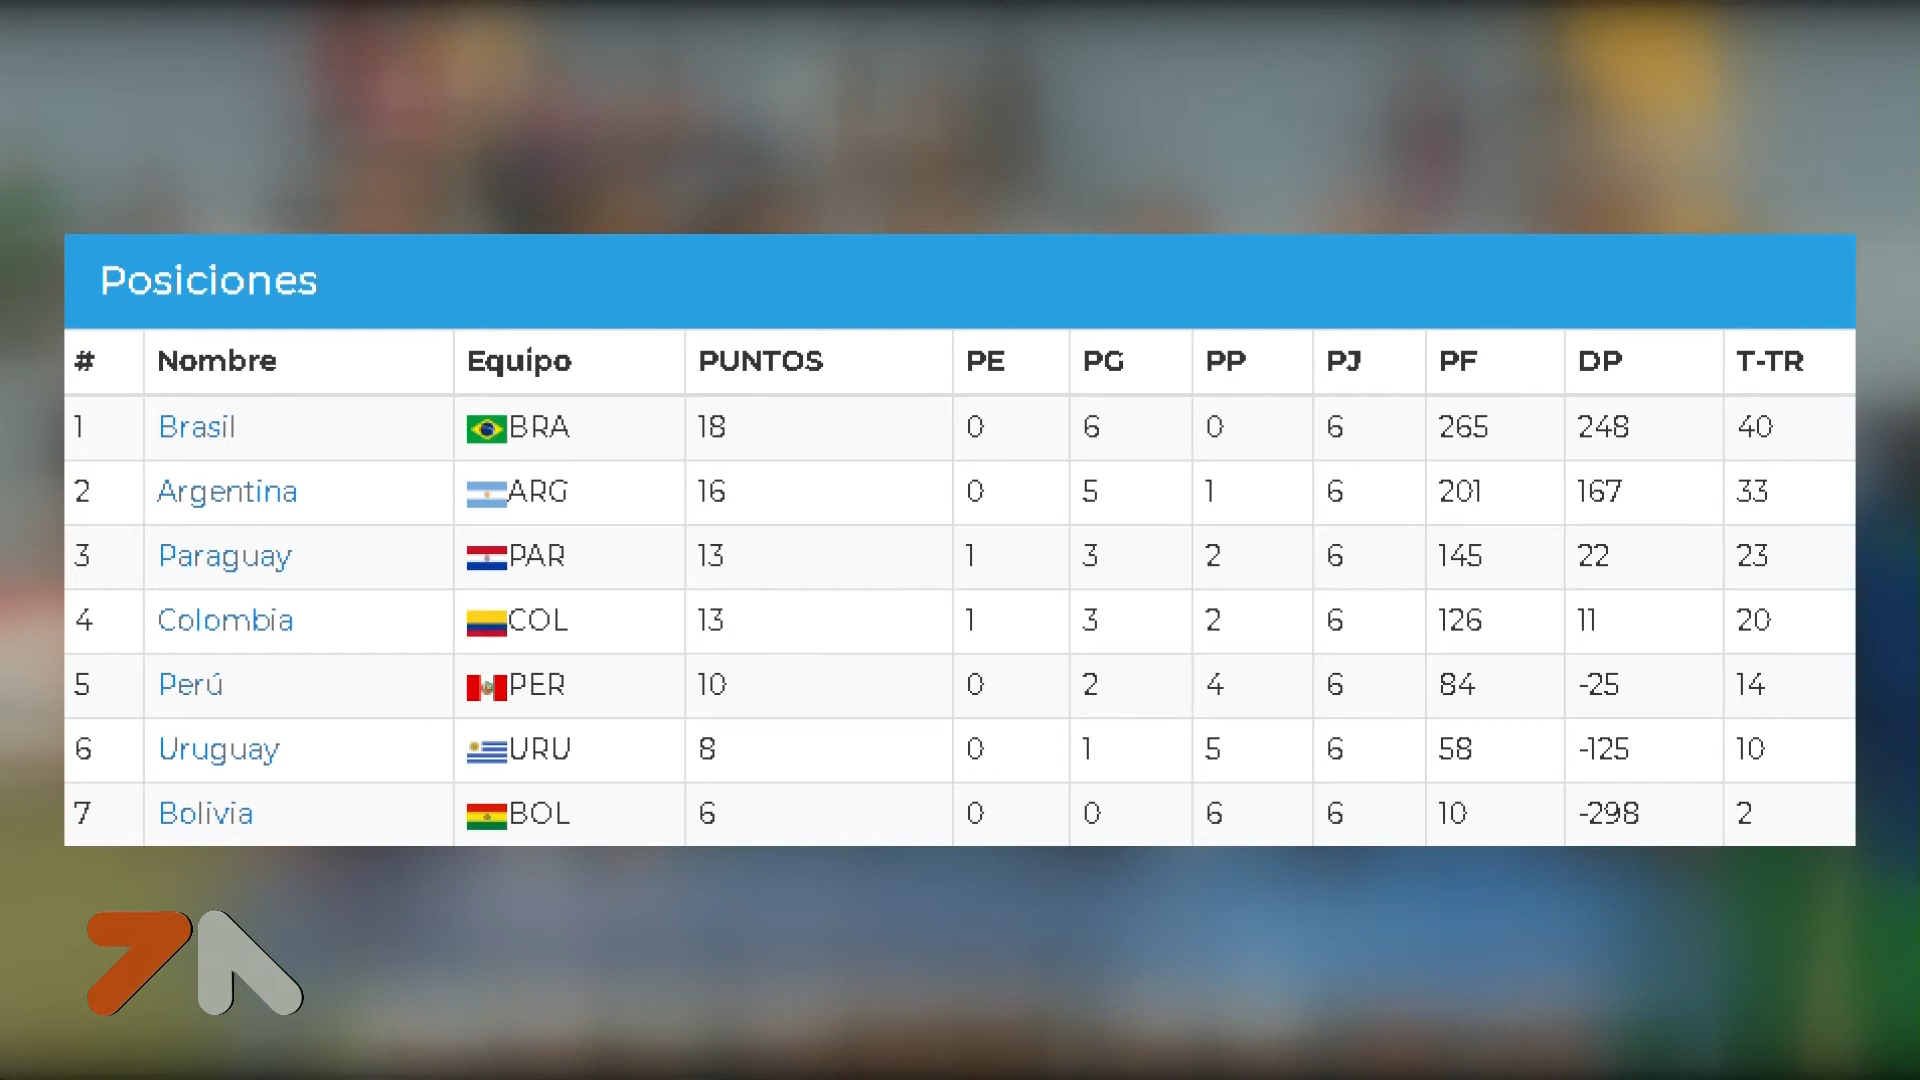 Posiciones
# Nombre Equipo PUNTOS PE PG PP PJ PF DP T-TR
1 Brasil BRA 18 0 6 0 6 265 248 40
2 Argentina ARG 16 0 5 1 6 201 167 33
3 Paraguay PAR 13 1 3 2 6 145 22 23
4 Colombia COL 13 1 3 2 6 126 11 20
5 Perú PER 10 0 2 4 6 84 -25 14
6 Uruguay URU 8 0 1 5 6 58 -125 10
7 Bolivia BOL 6 0 0 6 6 10 -298 2